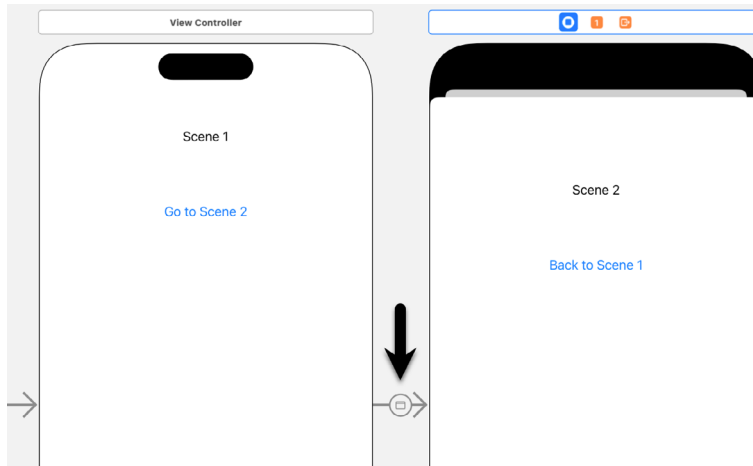 View Controller
1
Scene 1
Go to Scene 2
Scene 2
Back to Scene 1